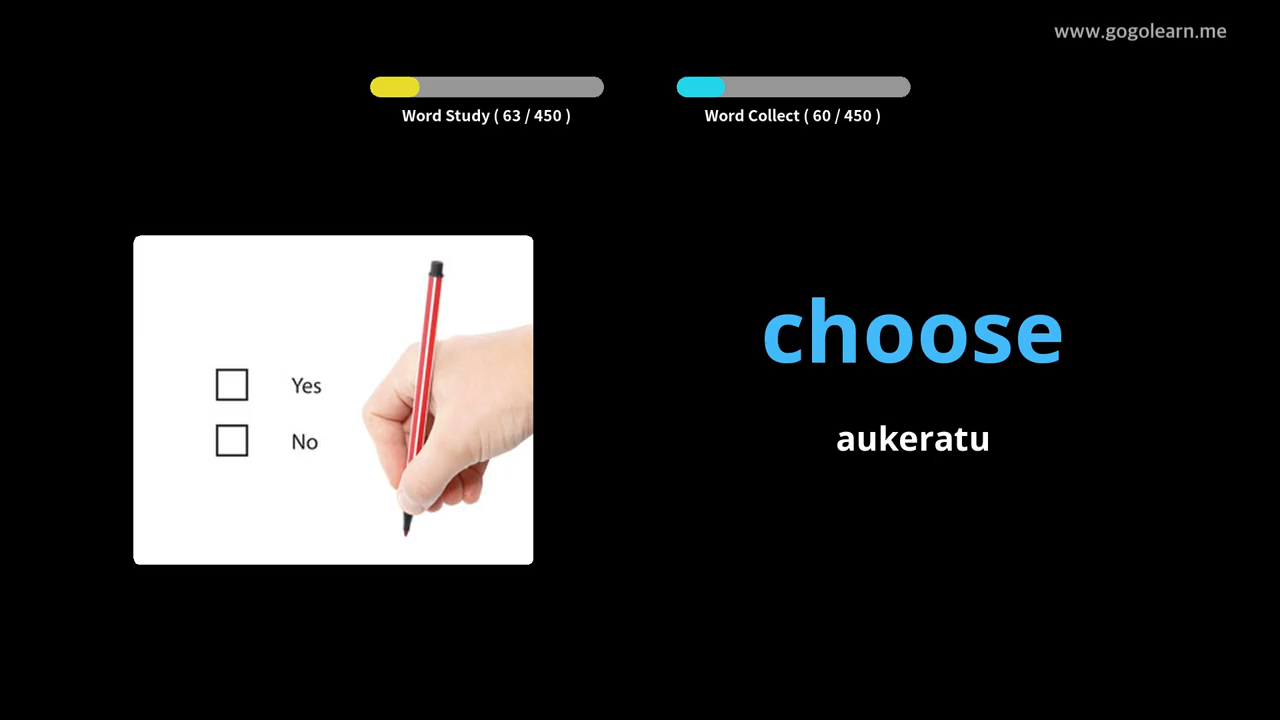 www.gogolearn.me
Word Study ( 63 / 450 )
Word Collect ( 60 / 450 )
Yes
No
choose
aukeratu